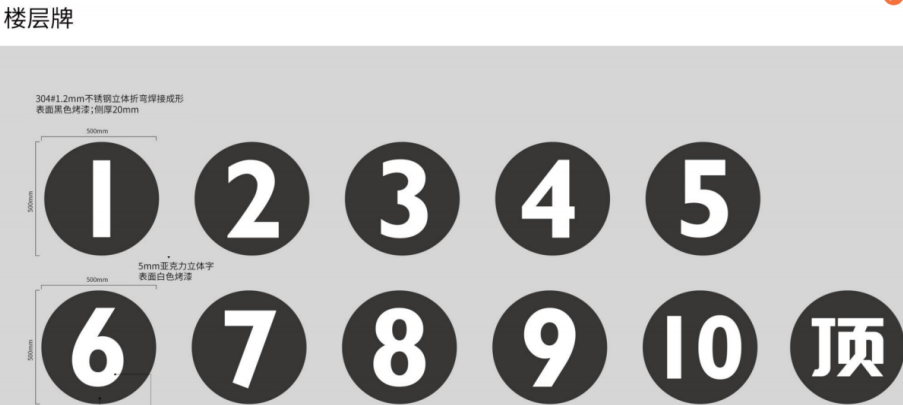 楼层牌
304#1.2mm不锈钢立体折弯焊接成形
表面黑色烤漆;侧厚20mm
500mm
500mm
1 2 3 4 5
5mm亚克力立体字
表面白色烤漆
500mm
500mm
6 7 8 9 10 顶